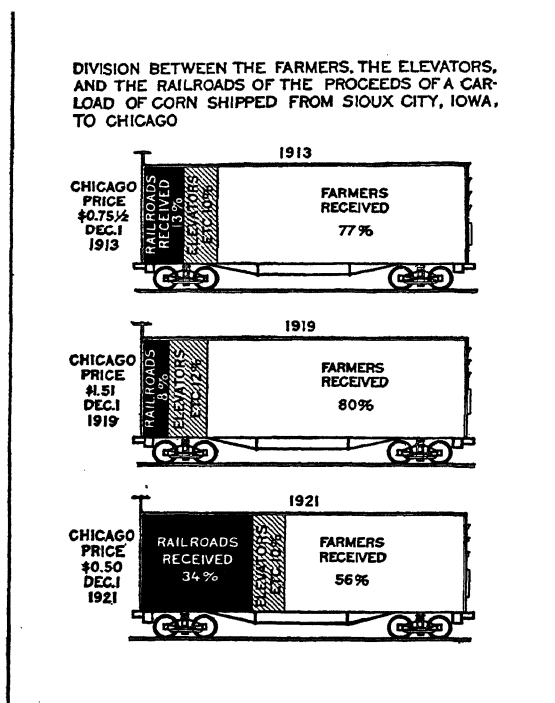 DIVISION BETWEEN THE FARMERS, THE ELEVATORS,
AND THE RAILROADS OF THE PROCEEDS OF A CAR-
LOAD OF CORN SHIPPED FROM SIOUX CITY, IOWA,
TO CHICAGO
1913
CHICAGO
PRICE
$0.75½
DEC. 1
1913
RAILROADS
RECEIVED
13%
ELEVATORS
ETC. 10%
FARMERS
RECEIVED
77%
1919
CHICAGO
PRICE
$1.51
DEC. 1
1919
RAILROADS
8%
ELEVATORS
ETC. 12%
FARMERS
RECEIVED
80%
1921
CHICAGO
PRICE
$0.50
DEC. 1
1921
RAILROADS
RECEIVED
34%
ELEVATORS
ETC. 10%
FARMERS
RECEIVED
56%